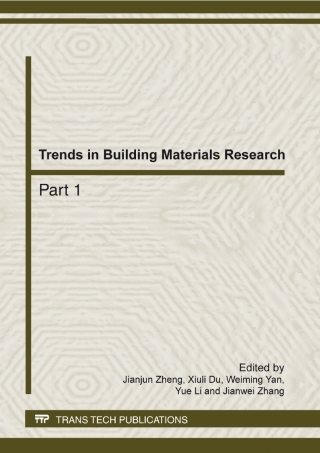 Trends in Building Materials Research
Part 1
Edited by
Jianjun Zheng, Xiuli Du, Weiming Yan,
Yue Li and Jianwei Zhang
TTP TRANS TECH PUBLICATIONS